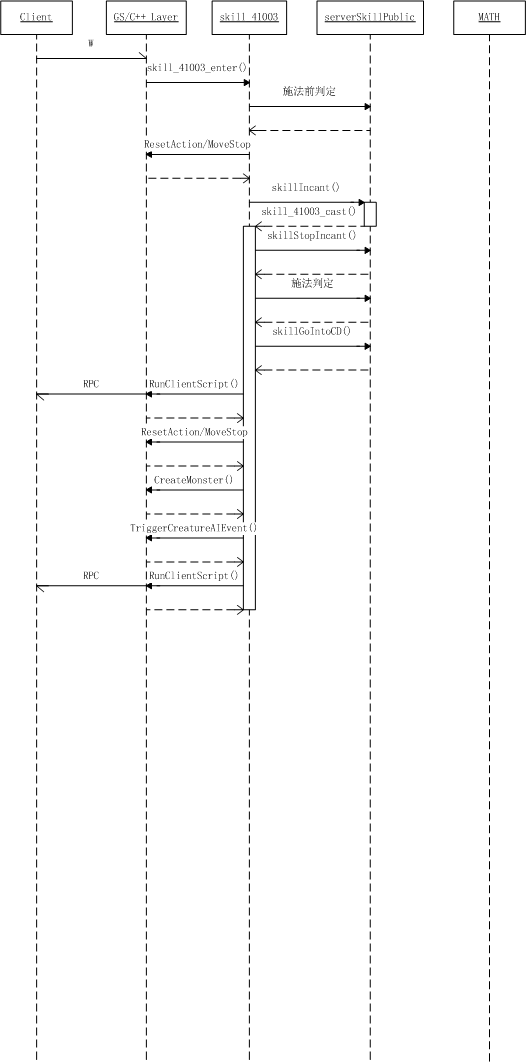 Client
GS/C++ Layer
skill_41003
serverSkillPublic
MATH
W
skill_41003_enter()
施法前判定
ResetAction/MoveStop
skillIncant()
skill_41003_cast()
skillStopIncant()
施法判定
skillGoIntoCD()
RPC
RunClientScript()
ResetAction/MoveStop
CreateMonster()
TriggerCreatureAIEvent()
RPC
RunClientScript()